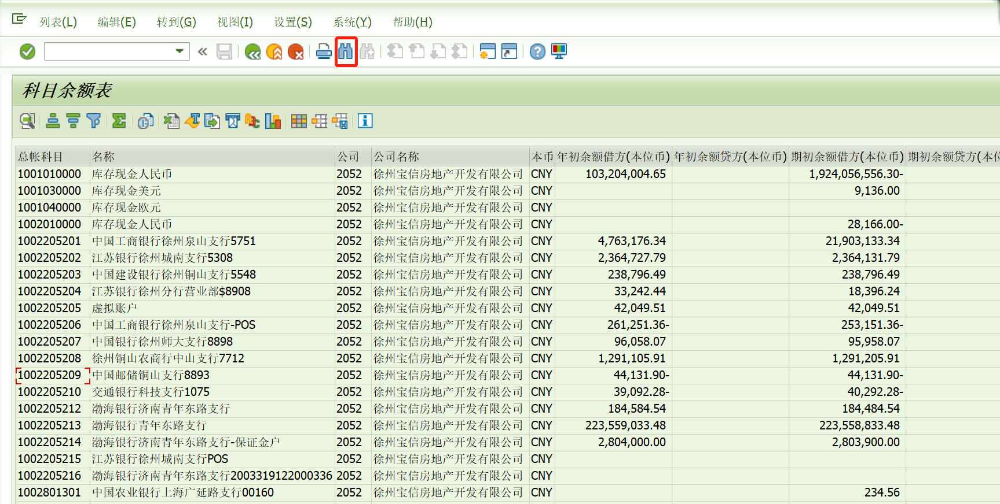 列表(L) 编辑(E) 转到(G) 视图(I) 设置(S) 系统(Y) 帮助(H)
科目余额表
总帐科目 名称 公司 公司名称 本币 年初余额借方(本位币) 年初余额贷方(本位币) 期初余额借方(本位币) 期初余额贷方(本位
1001010000 库存现金人民币 2052 徐州宝信房地产开发有限公司 CNY 103,204,004.65 1,924,056,556.30-
1001030000 库存现金美元 2052 徐州宝信房地产开发有限公司 CNY 9,136.00
1001040000 库存现金欧元 2052 徐州宝信房地产开发有限公司 CNY
1002010000 库存现金人民币 2052 徐州宝信房地产开发有限公司 CNY 28,166.00-
1002205201 中国工商银行徐州泉山支行5751 2052 徐州宝信房地产开发有限公司 CNY 4,763,176.34 21,903,133.34
1002205202 江苏银行徐州城南支行5308 2052 徐州宝信房地产开发有限公司 CNY 2,364,727.79 2,364,131.79
1002205203 中国建设银行徐州铜山支行5548 2052 徐州宝信房地产开发有限公司 CNY 238,796.49 238,796.49
1002205204 江苏银行徐州分行营业部$8908 2052 徐州宝信房地产开发有限公司 CNY 33,242.44 18,396.24
1002205205 虚拟账户 2052 徐州宝信房地产开发有限公司 CNY 42,049.51 42,049.51
1002205206 中国工商银行徐州泉山支行-POS 2052 徐州宝信房地产开发有限公司 CNY 261,251.36- 253,151.36-
1002205207 中国银行徐州师大支行8898 2052 徐州宝信房地产开发有限公司 CNY 96,058.07 95,958.07
1002205208 徐州铜山农商行中山支行7712 2052 徐州宝信房地产开发有限公司 CNY 1,291,105.91 1,291,205.91
1002205209 中国邮储铜山支行8893 2052 徐州宝信房地产开发有限公司 CNY 44,131.90- 44,131.90-
1002205210 交通银行科技支行1075 2052 徐州宝信房地产开发有限公司 CNY 39,092.28- 40,292.28-
1002205212 渤海银行济南青年东路支行 2052 徐州宝信房地产开发有限公司 CNY 184,584.54 184,484.54
1002205213 渤海银行青年东路支行 2052 徐州宝信房地产开发有限公司 CNY 223,559,033.48 223,558,833.48
1002205214 渤海银行济南青年东路支行-保证金户 2052 徐州宝信房地产开发有限公司 CNY 2,804,000.00 2,803,900.00
1002205215 江苏银行徐州城南支行POS 2052 徐州宝信房地产开发有限公司 CNY
1002205216 渤海银行济南青年东路支行2003319122000336 2052 徐州宝信房地产开发有限公司 CNY
1002801301 中国农业银行上海广延路支行00160 2052 徐州宝信房地产开发有限公司 CNY 234.56